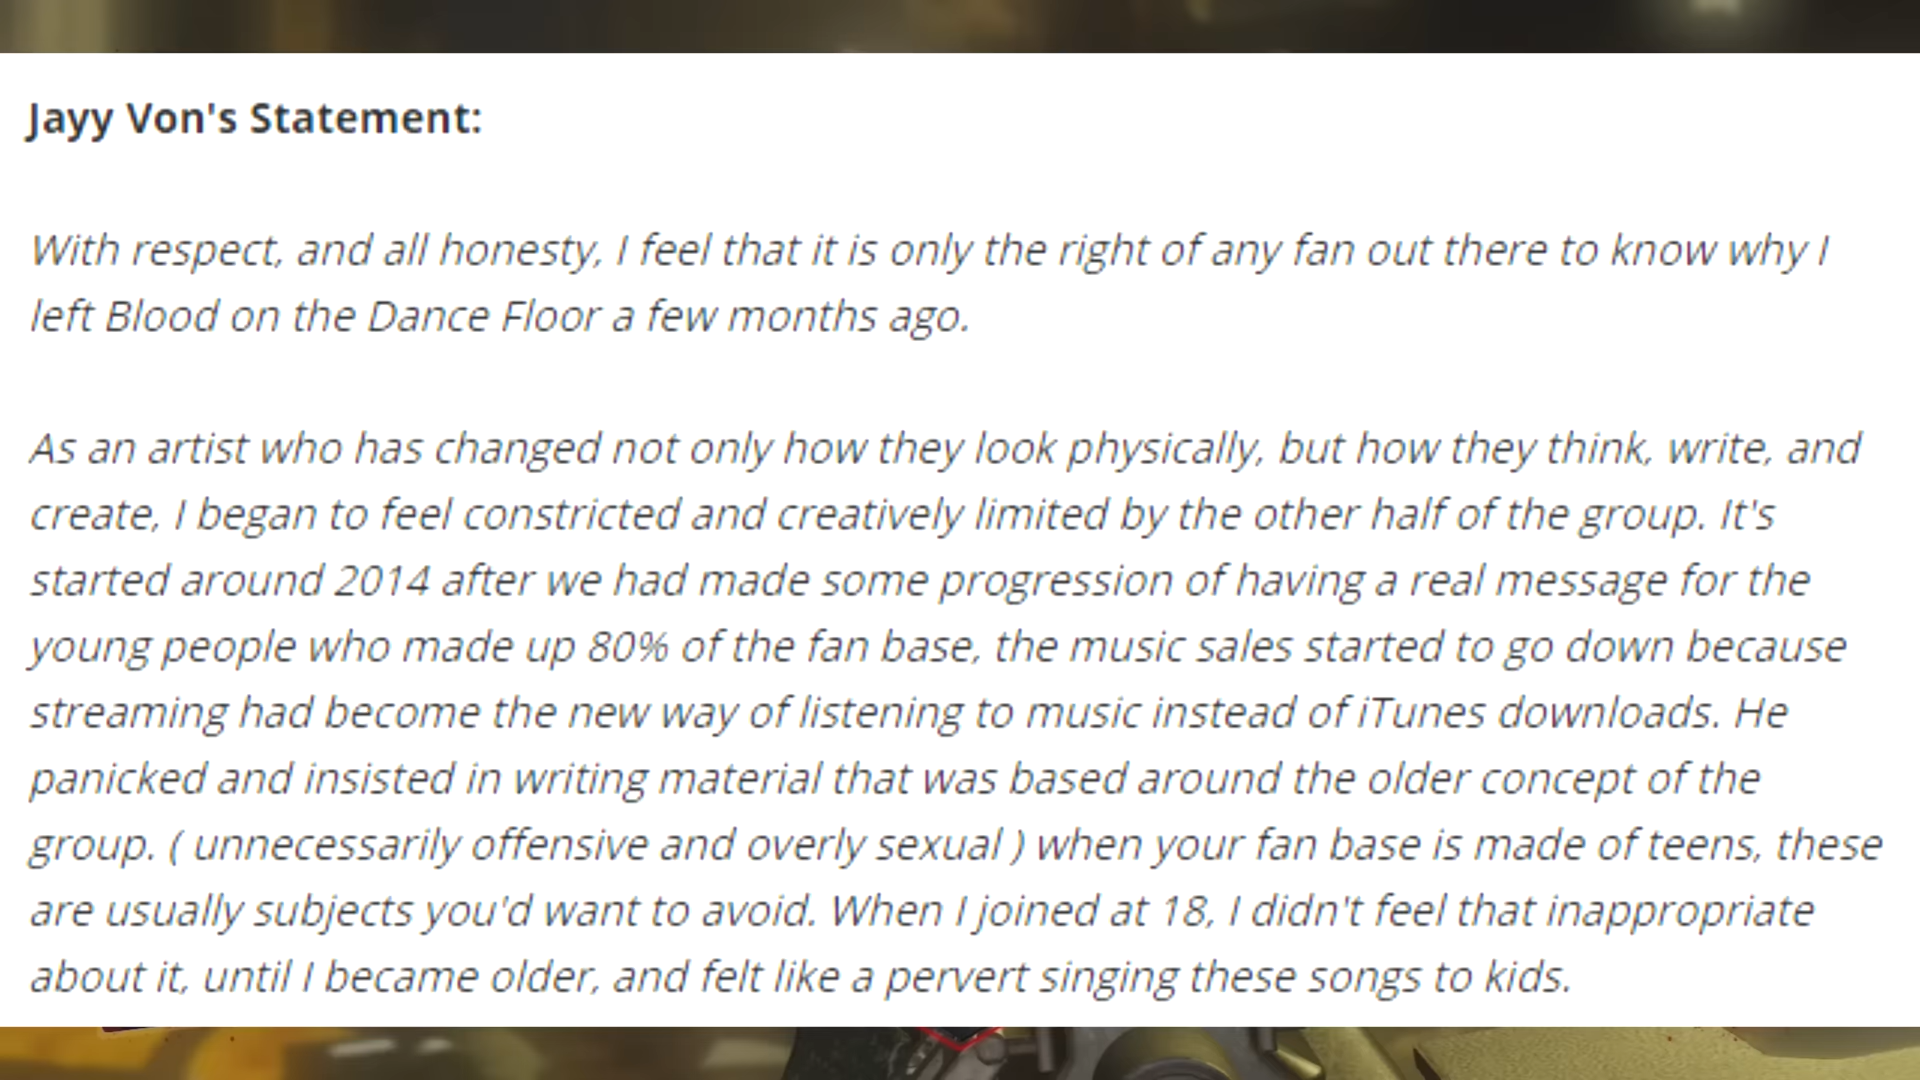 Jayy Von's Statement:
With respect, and all honesty, I feel that it is only the right of any fan out there to know why I
left Blood on the Dance Floor a few months ago.
As an artist who has changed not only how they look physically, but how they think, write, and
create, I began to feel constricted and creatively limited by the other half of the group. It's
started around 2014 after we had made some progression of having a real message for the
young people who made up 80% of the fan base, the music sales started to go down because
streaming had become the new way of listening to music instead of iTunes downloads. He
panicked and insisted in writing material that was based around the older concept of the
group. ( unnecessarily offensive and overly sexual ) when your fan base is made of teens, these
are usually subjects you'd want to avoid. When I joined at 18, I didn't feel that inappropriate
about it, until I became older, and felt like a pervert singing these songs to kids.